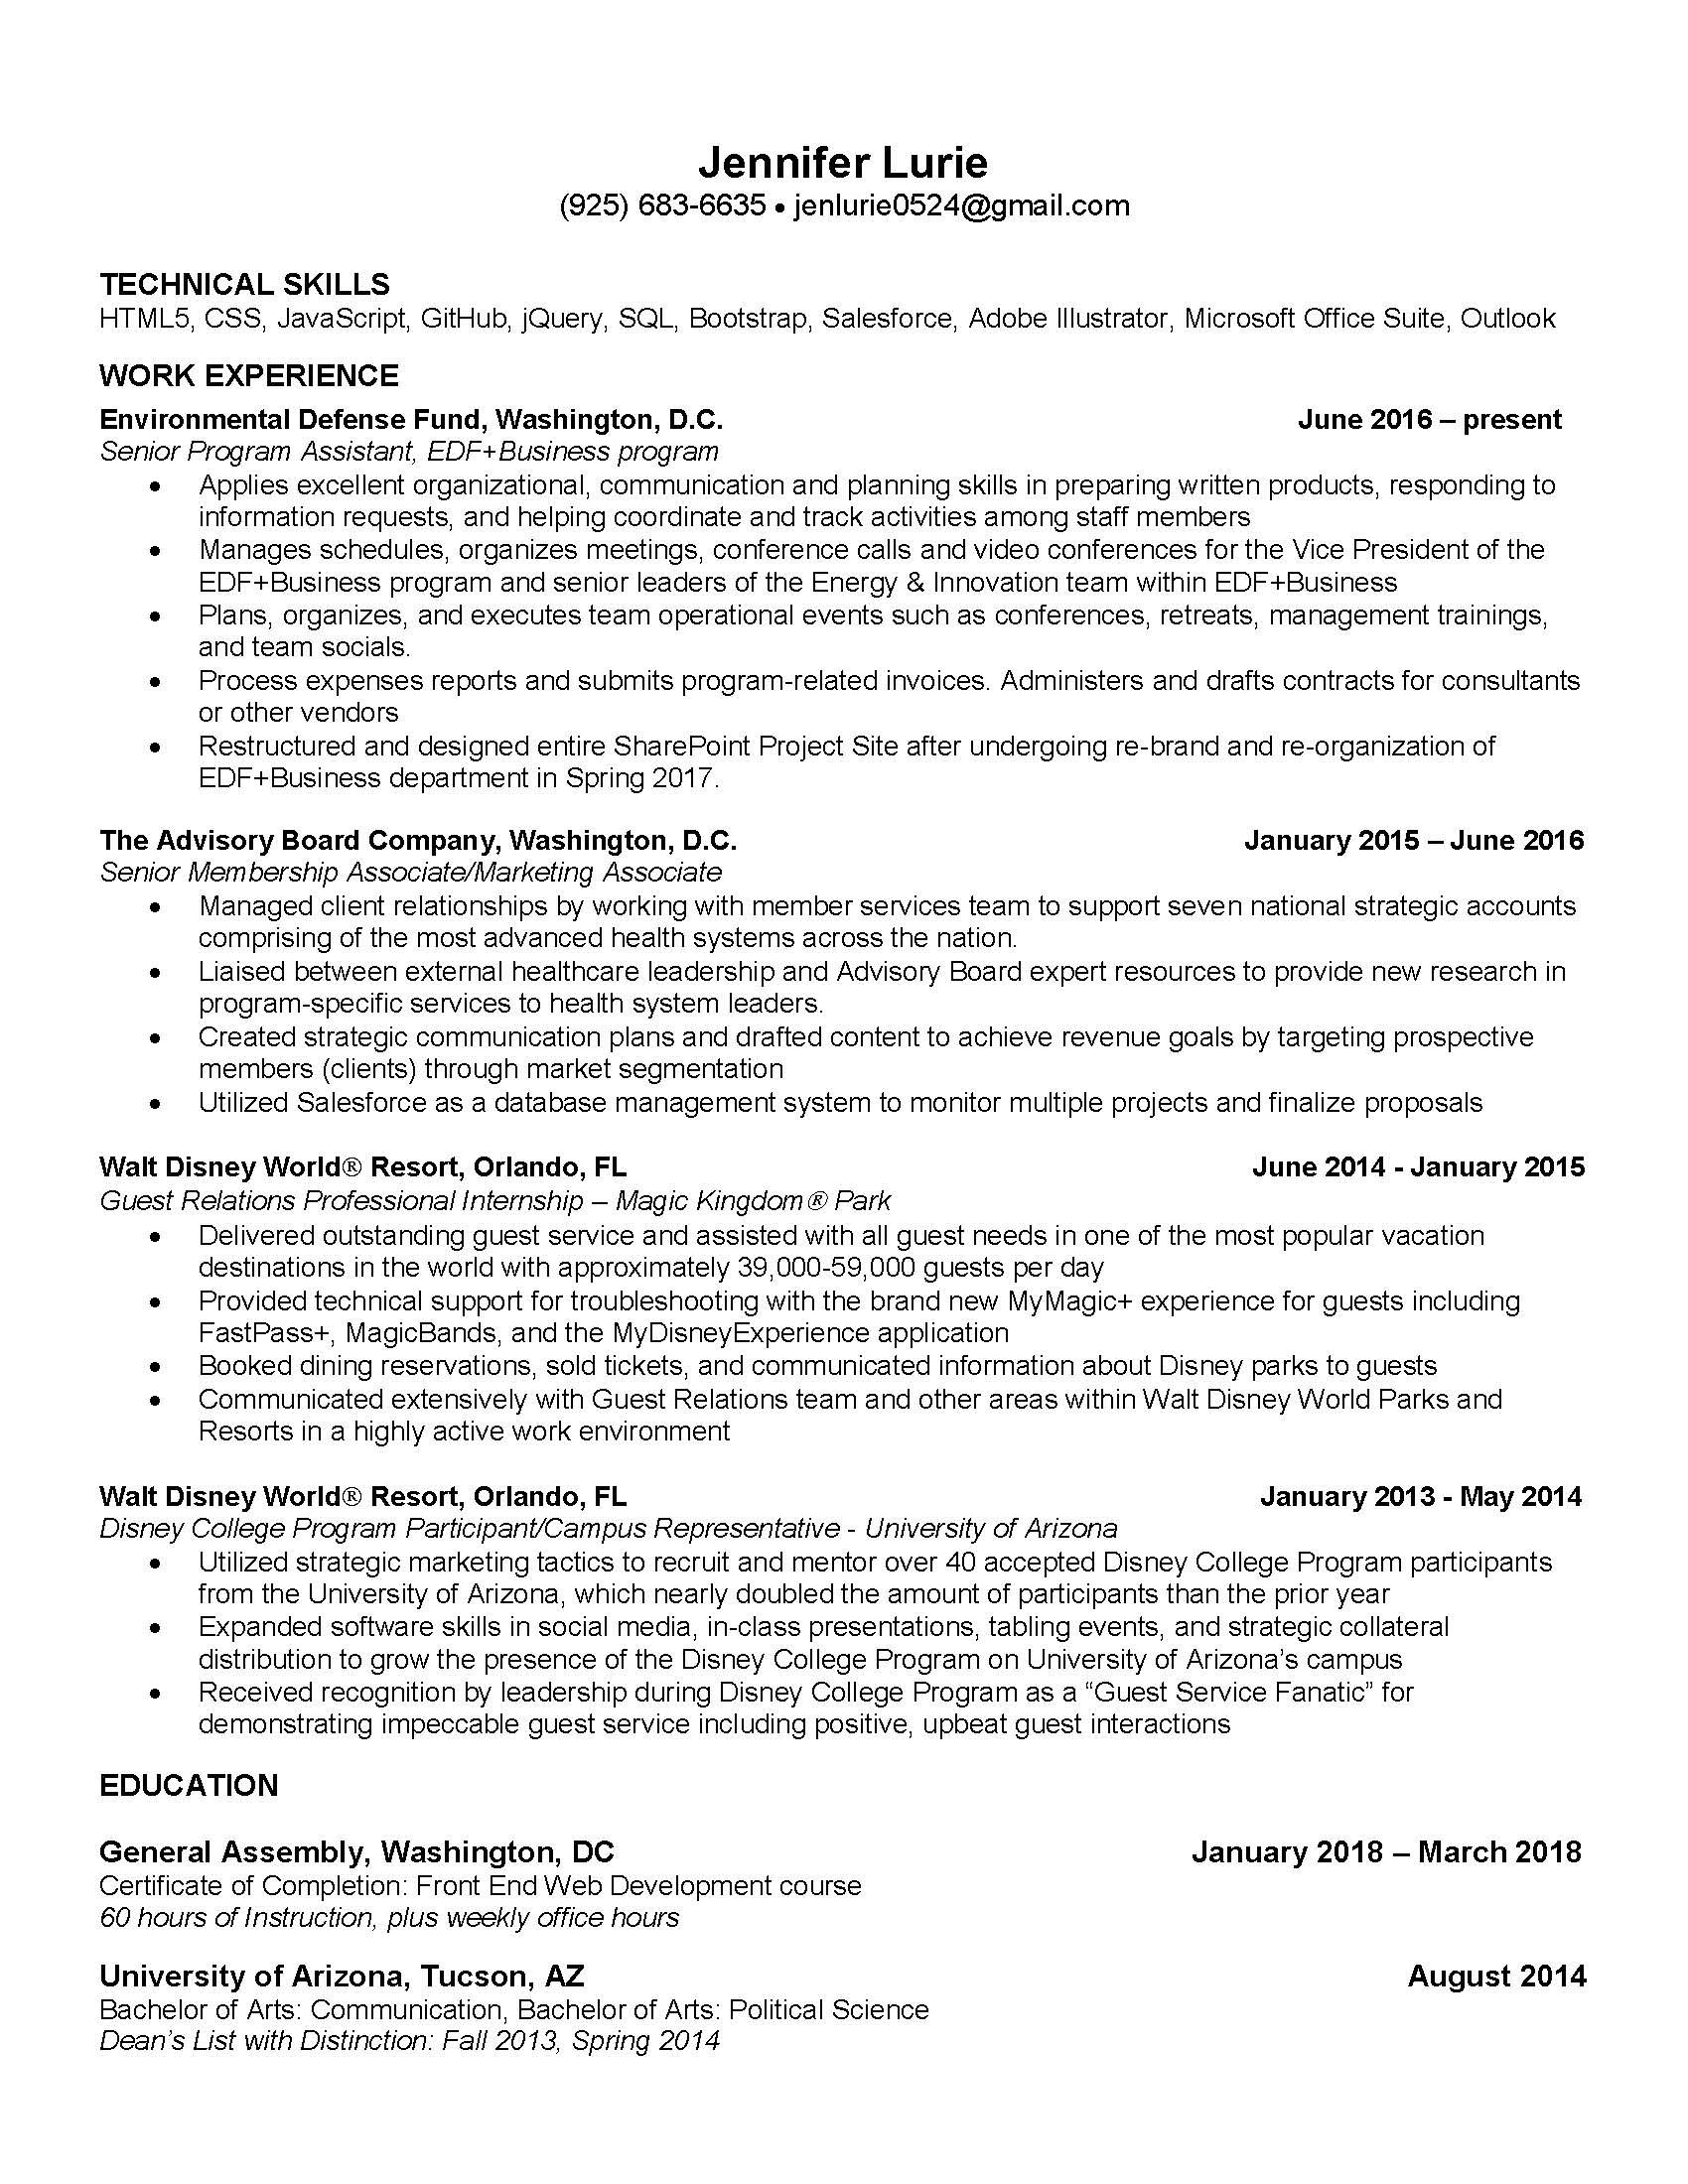 Jennifer Lurie
(925) 683-6635 • jenlurie0524@gmail.com
TECHNICAL SKILLS
HTML5, CSS, JavaScript, GitHub, jQuery, SQL, Bootstrap, Salesforce, Adobe Illustrator, Microsoft Office Suite, Outlook
WORK EXPERIENCE
Environmental Defense Fund, Washington, D.C. June 2016 – present
Senior Program Assistant, EDF+Business program
• Applies excellent organizational, communication and planning skills in preparing written products, responding to
information requests, and helping coordinate and track activities among staff members
• Manages schedules, organizes meetings, conference calls and video conferences for the Vice President of the
EDF+Business program and senior leaders of the Energy & Innovation team within EDF+Business
• Plans, organizes, and executes team operational events such as conferences, retreats, management trainings,
and team socials.
• Process expenses reports and submits program-related invoices. Administers and drafts contracts for consultants
or other vendors
• Restructured and designed entire SharePoint Project Site after undergoing re-brand and re-organization of
EDF+Business department in Spring 2017.
The Advisory Board Company, Washington, D.C. January 2015 – June 2016
Senior Membership Associate/Marketing Associate
• Managed client relationships by working with member services team to support seven national strategic accounts
comprising of the most advanced health systems across the nation.
• Liaised between external healthcare leadership and Advisory Board expert resources to provide new research in
program-specific services to health system leaders.
• Created strategic communication plans and drafted content to achieve revenue goals by targeting prospective
members (clients) through market segmentation
• Utilized Salesforce as a database management system to monitor multiple projects and finalize proposals
Walt Disney World® Resort, Orlando, FL June 2014 - January 2015
Guest Relations Professional Internship – Magic Kingdom® Park
• Delivered outstanding guest service and assisted with all guest needs in one of the most popular vacation
destinations in the world with approximately 39,000-59,000 guests per day
• Provided technical support for troubleshooting with the brand new MyMagic+ experience for guests including
FastPass+, MagicBands, and the MyDisneyExperience application
• Booked dining reservations, sold tickets, and communicated information about Disney parks to guests
• Communicated extensively with Guest Relations team and other areas within Walt Disney World Parks and
Resorts in a highly active work environment
Walt Disney World® Resort, Orlando, FL January 2013 - May 2014
Disney College Program Participant/Campus Representative - University of Arizona
• Utilized strategic marketing tactics to recruit and mentor over 40 accepted Disney College Program participants
from the University of Arizona, which nearly doubled the amount of participants than the prior year
• Expanded software skills in social media, in-class presentations, tabling events, and strategic collateral
distribution to grow the presence of the Disney College Program on University of Arizona’s campus
• Received recognition by leadership during Disney College Program as a “Guest Service Fanatic” for
demonstrating impeccable guest service including positive, upbeat guest interactions
EDUCATION
General Assembly, Washington, DC January 2018 – March 2018
Certificate of Completion: Front End Web Development course
60 hours of Instruction, plus weekly office hours
University of Arizona, Tucson, AZ August 2014
Bachelor of Arts: Communication, Bachelor of Arts: Political Science
Dean’s List with Distinction: Fall 2013, Spring 2014